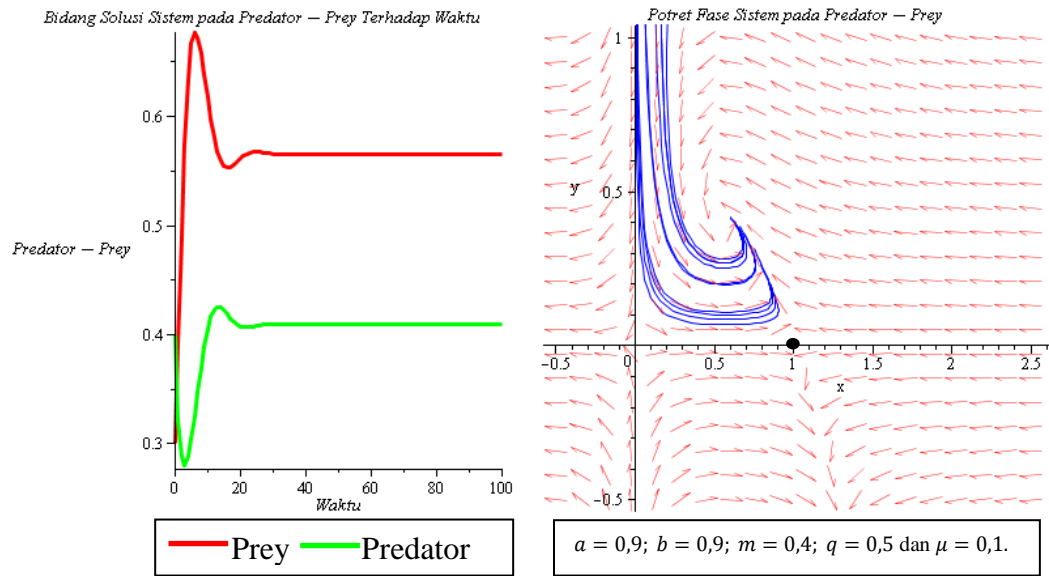 Bidang Solusi Sistem pada Predator — Prey Terhadap Waktu
0.6
0.5
Predator — Prey
0.4
0.3
0 20 40 60 80 100
Waktu
Prey Predator
Potret Fase Sistem pada Predator — Prey
1
y
0.5
-0.5 0 0.5 1 1.5 2 2.5
x
-0.5
a = 0,9; b = 0,9; m = 0,4; q = 0,5 dan μ = 0,1.